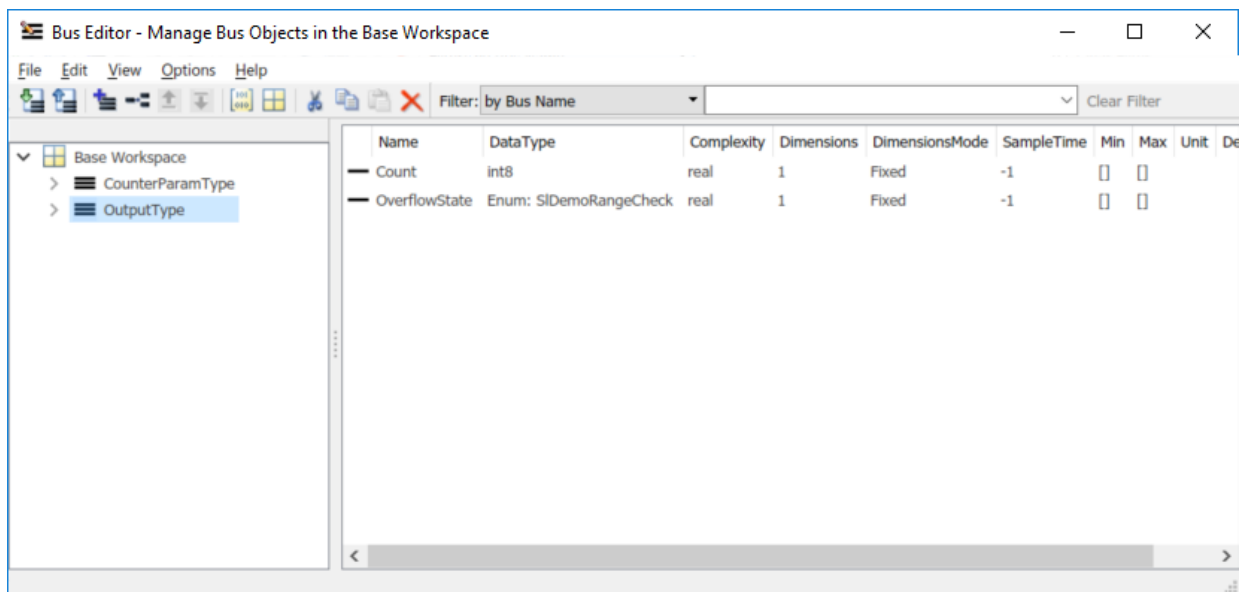 Bus Editor - Manage Bus Objects in the Base Workspace
File Edit View Options Help
Filter: by Bus Name Clear Filter
Base Workspace
CounterParamType
OutputType
Name DataType Complexity Dimensions DimensionsMode SampleTime Min Max Unit De
Count int8 real 1 Fixed -1 [] []
OverflowState Enum: SlDemoRangeCheck real 1 Fixed -1 [] []